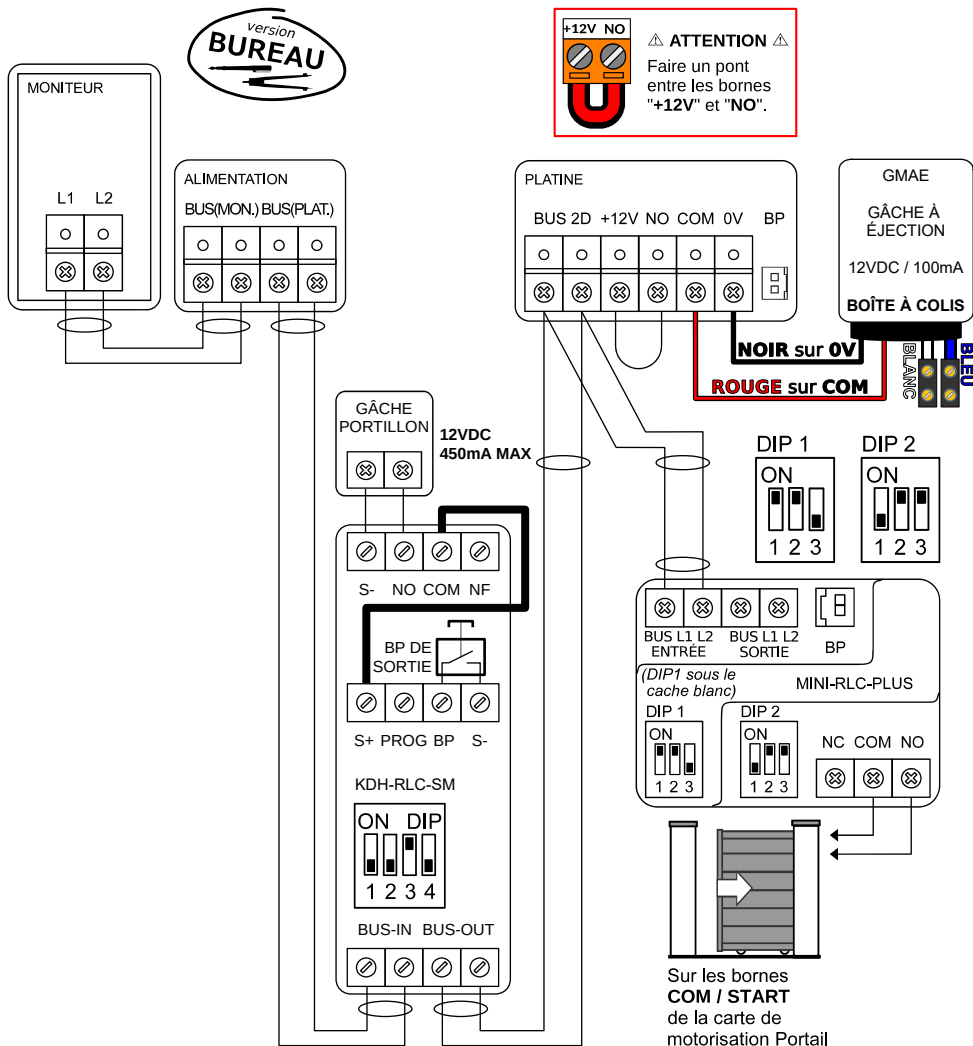 version
BUREAU
+12V NO
⚠ ATTENTION ⚠
Faire un pont
entre les bornes
"+12V" et "NO".
MONITEUR
L1 L2
ALIMENTATION
BUS(MON.) BUS(PLAT.)
PLATINE
BUS 2D +12V NO COM 0V BP
GMAE
GÂCHE À
ÉJECTION
12VDC / 100mA
BOÎTE À COLIS
NOIR sur 0V
ROUGE sur COM
BLANC
BLEU
GÂCHE
PORTILLON
12VDC
450mA MAX
S- NO COM NF
BP DE
SORTIE
S+ PROG BP S-
KDH-RLC-SM
ON DIP
1 2 3 4
BUS-IN BUS-OUT
DIP 1
ON
1 2 3
DIP 2
ON
1 2 3
BUS L1 L2
ENTRÉE
BUS L1 L2
SORTIE
BP
(DIP1 sous le
cache blanc)
MINI-RLC-PLUS
DIP 1
ON
1 2 3
DIP 2
ON
1 2 3
NC COM NO
Sur les bornes
COM / START
de la carte de
motorisation Portail